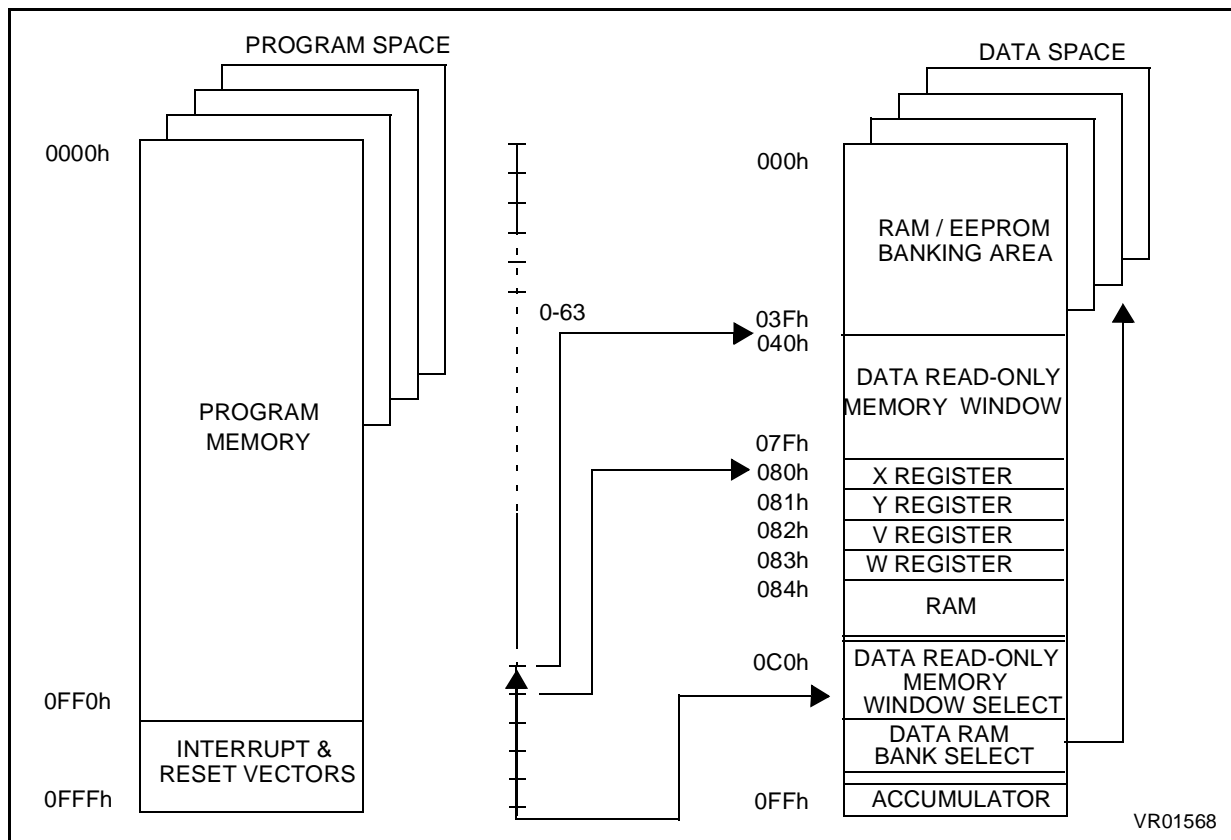 PROGRAM SPACE
0000h
PROGRAM
MEMORY
0FF0h
INTERRUPT &
RESET VECTORS
0FFFh
0-63
DATA SPACE
000h
RAM / EEPROM
BANKING AREA
03Fh
040h
DATA READ-ONLY
MEMORY WINDOW
07Fh
080h
X REGISTER
081h
Y REGISTER
082h
V REGISTER
083h
W REGISTER
084h
RAM
0C0h
DATA READ-ONLY
MEMORY
WINDOW SELECT
DATA RAM
BANK SELECT
0FFh
ACCUMULATOR
VR01568